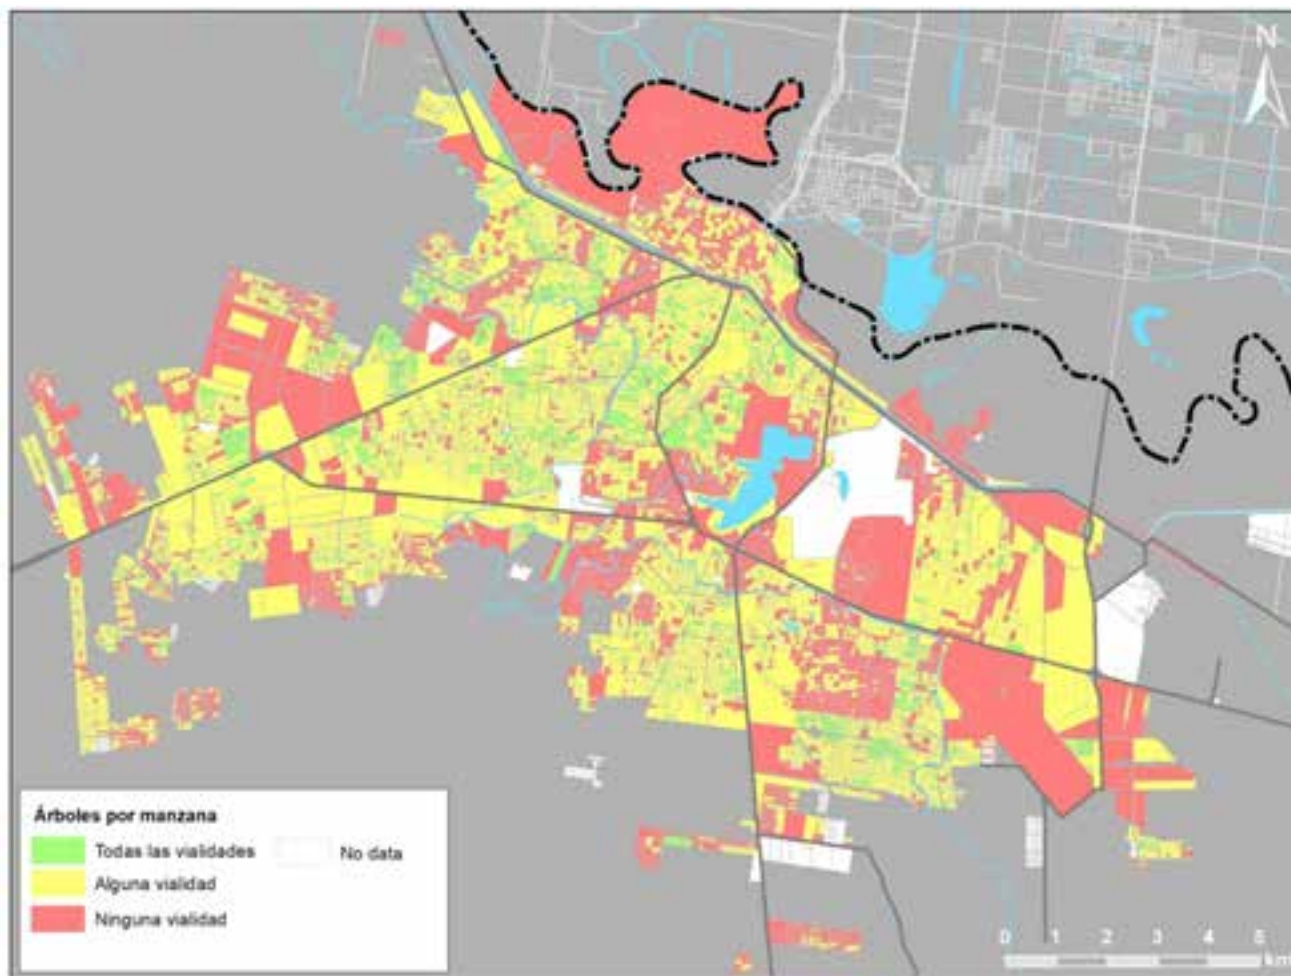 N
Árboles por manzana
Todas las vialidades
No data
Alguna vialidad
Ninguna vialidad
0 1 2 3 4 5
km